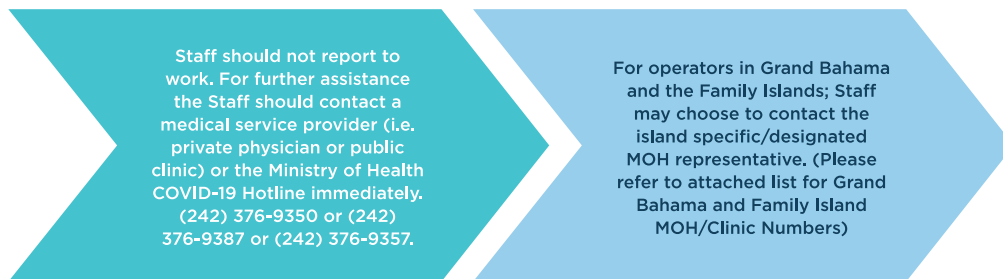 Staff should not report to
work. For further assistance
the Staff should contact a
medical service provider (i.e.
private physician or public
clinic) or the Ministry of Health
COVID-19 Hotline immediately.
(242) 376-9350 or (242)
376-9387 or (242) 376-9357.
For operators in Grand Bahama
and the Family Islands; Staff
may choose to contact the
island specific/designated
MOH representative. (Please
refer to attached list for Grand
Bahama and Family Island
MOH/Clinic Numbers)